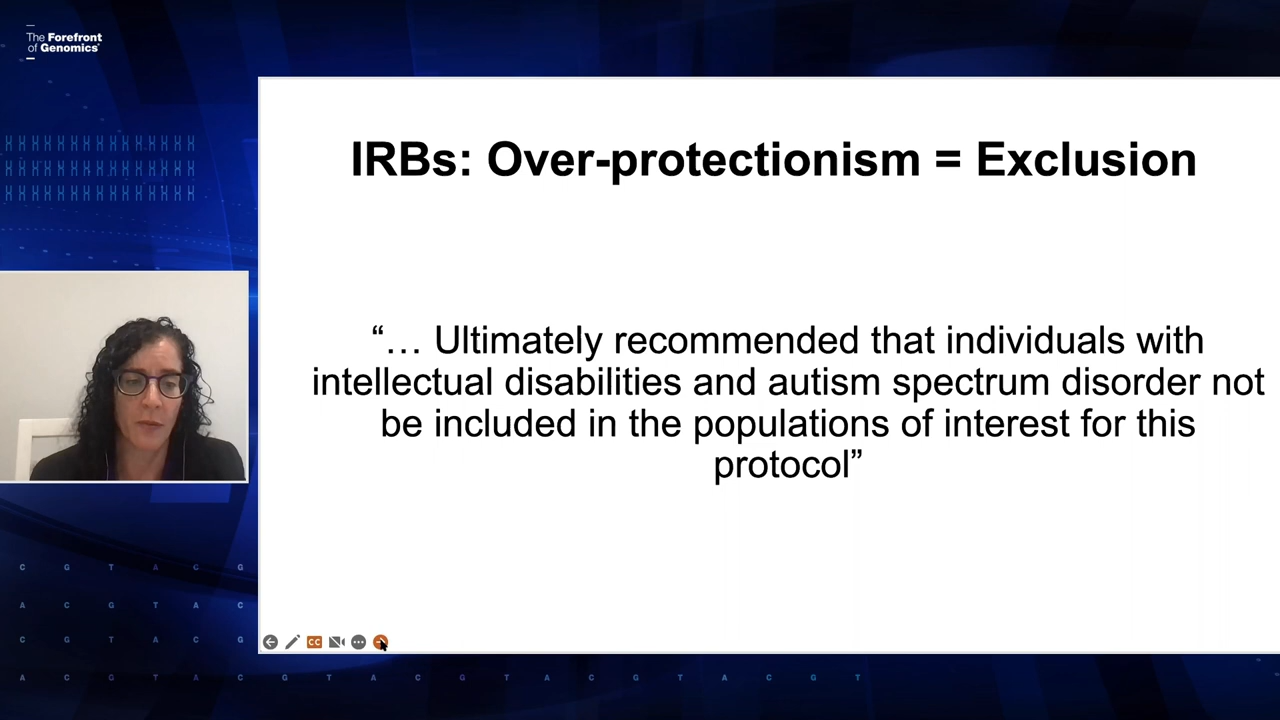 The Forefront
of Genomics®
IRBs: Over-protectionism = Exclusion
“… Ultimately recommended that individuals with
intellectual disabilities and autism spectrum disorder not
be included in the populations of interest for this
protocol”
CC
C G T A C G
A C G T A C
C G T A C G
A C G T A C G T A C G T A C G T A C G T